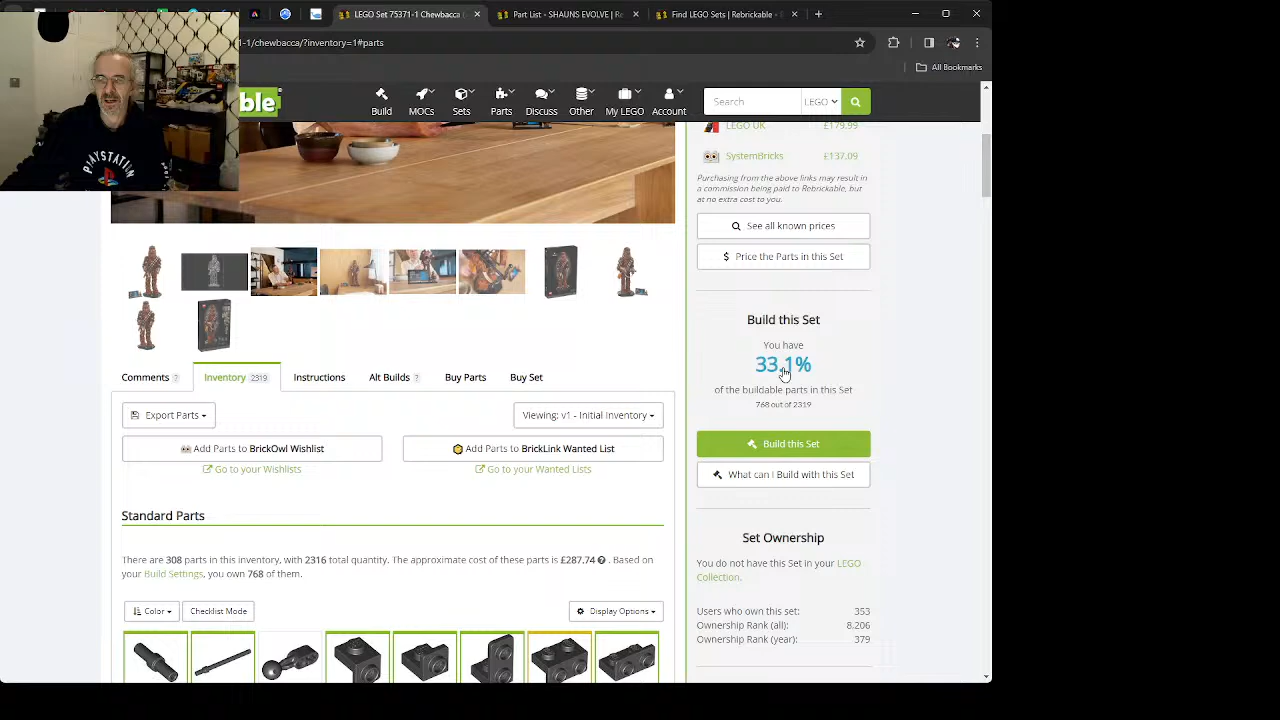 LEGO Set 75371-1 Chewbacca
Part List - SHAUNS EVOLVE | Re
Find LEGO Sets | Rebrickable -
1-1/chewbacca/?inventory=1#parts
All Bookmarks
ble
Build
MOCs
Sets
Parts
Discuss
Other
My LEGO
Account
Search
LEGO
PLAYSTATION
LEGO UK £179.99
SystemBricks £137.09
Purchasing from the above links may result in
a commission being paid to Rebrickable, but
at no extra cost to you.
See all known prices
$ Price the Parts in this Set
Build this Set
You have
33.1%
of the buildable parts in this Set
768 out of 2319
Build this Set
What can I Build with this Set
Set Ownership
You do not have this Set in your LEGO
Collection.
Users who own this set: 353
Ownership Rank (all): 8,206
Ownership Rank (year): 379
Comments ?
Inventory 2319
Instructions
Alt Builds ?
Buy Parts
Buy Set
Export Parts
Viewing: v1 - Initial Inventory
Add Parts to BrickOwl Wishlist
Add Parts to BrickLink Wanted List
Go to your Wishlists
Go to your Wanted Lists
Standard Parts
There are 308 parts in this inventory, with 2316 total quantity. The approximate cost of these parts is £287.74 ?. Based on
your Build Settings, you own 768 of them.
Color
Checklist Mode
Display Options